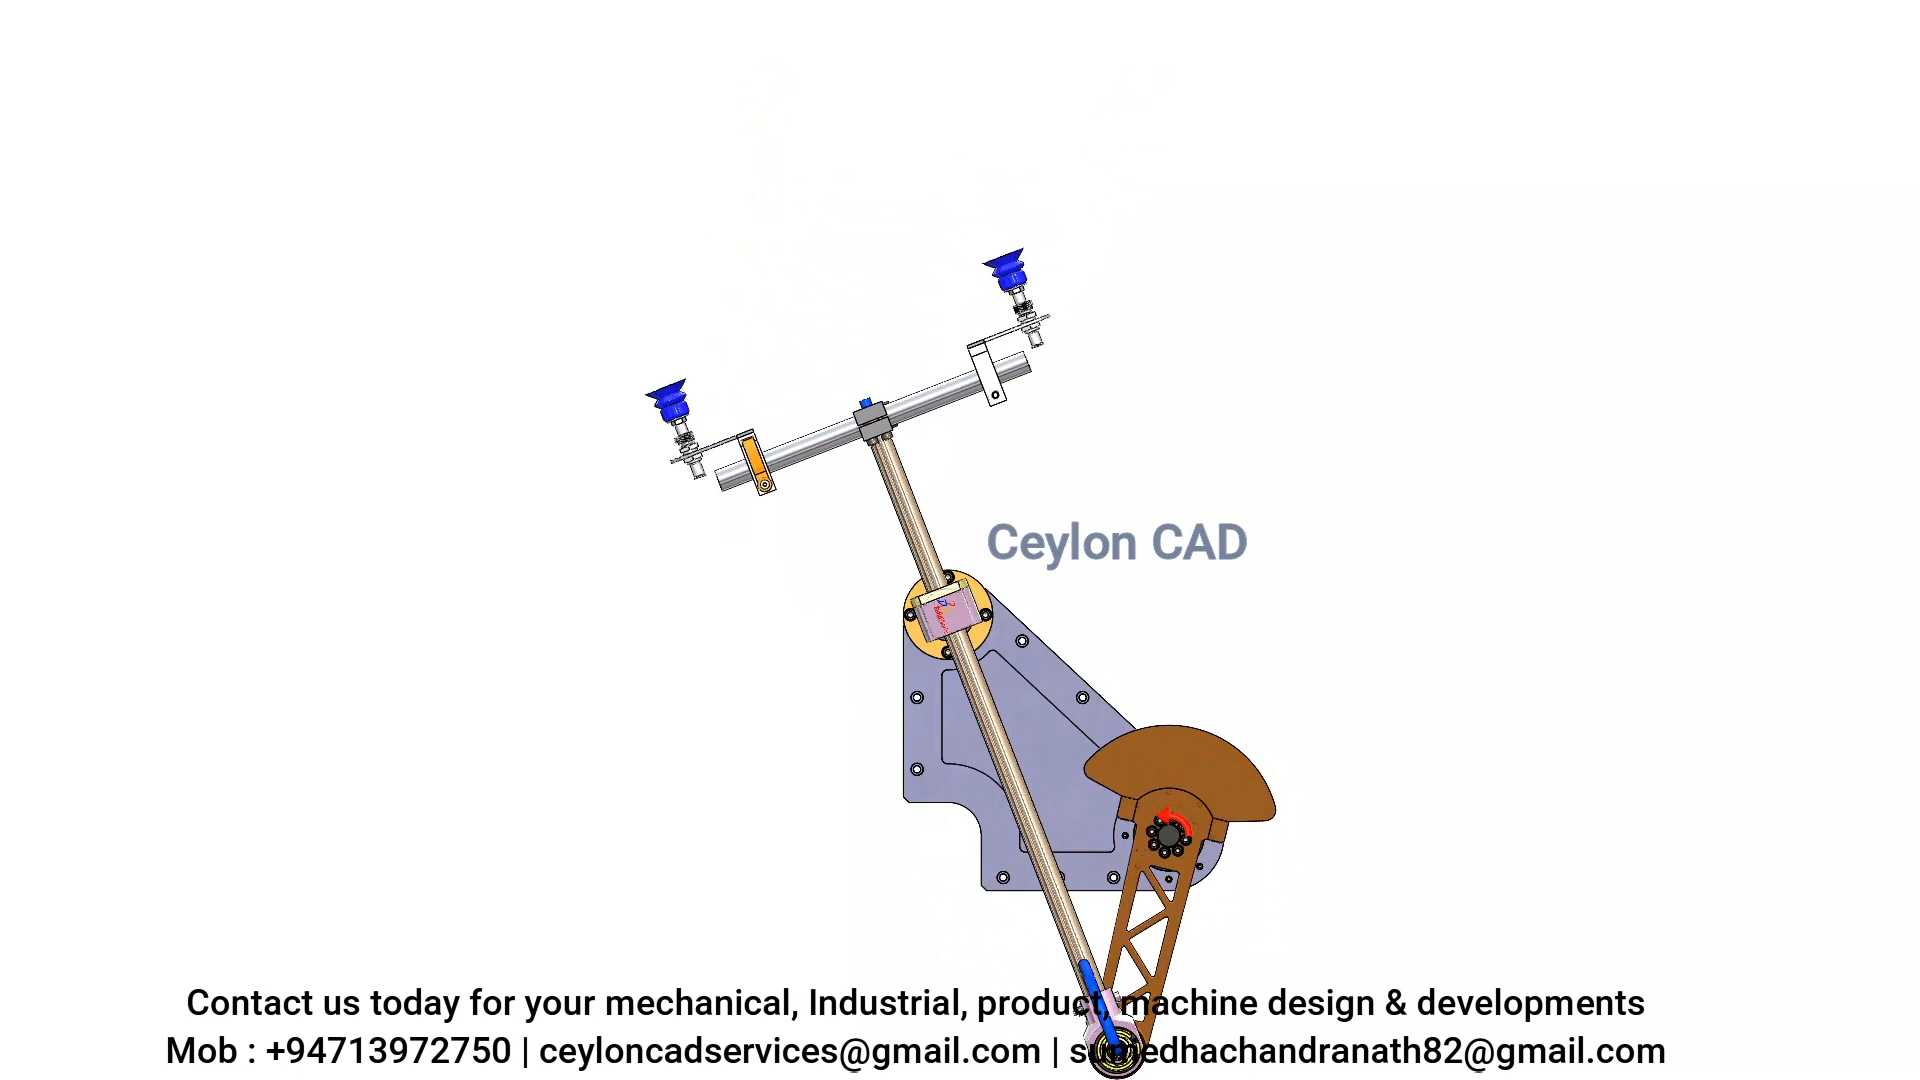 Ceylon CAD
Contact us today for your mechanical, Industrial, product, machine design & developments
Mob : +94713972750 | ceyloncadservices@gmail.com | sumedhachandranath82@gmail.com